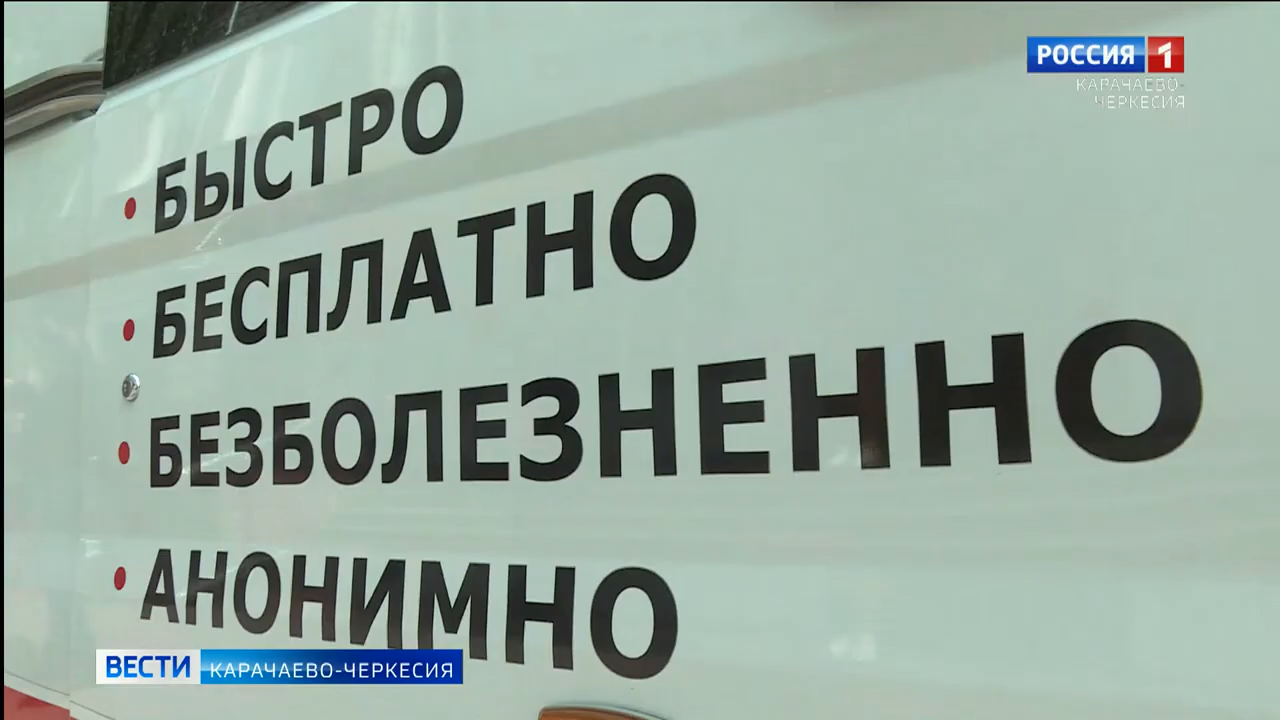 РОССИЯ 1
КАРАЧАЕВО-
ЧЕРКЕСИЯ
• БЫСТРО
• БЕСПЛАТНО
• БЕЗБОЛЕЗНЕННО
• АНОНИМНО
ВЕСТИ КАРАЧАЕВО-ЧЕРКЕСИЯ